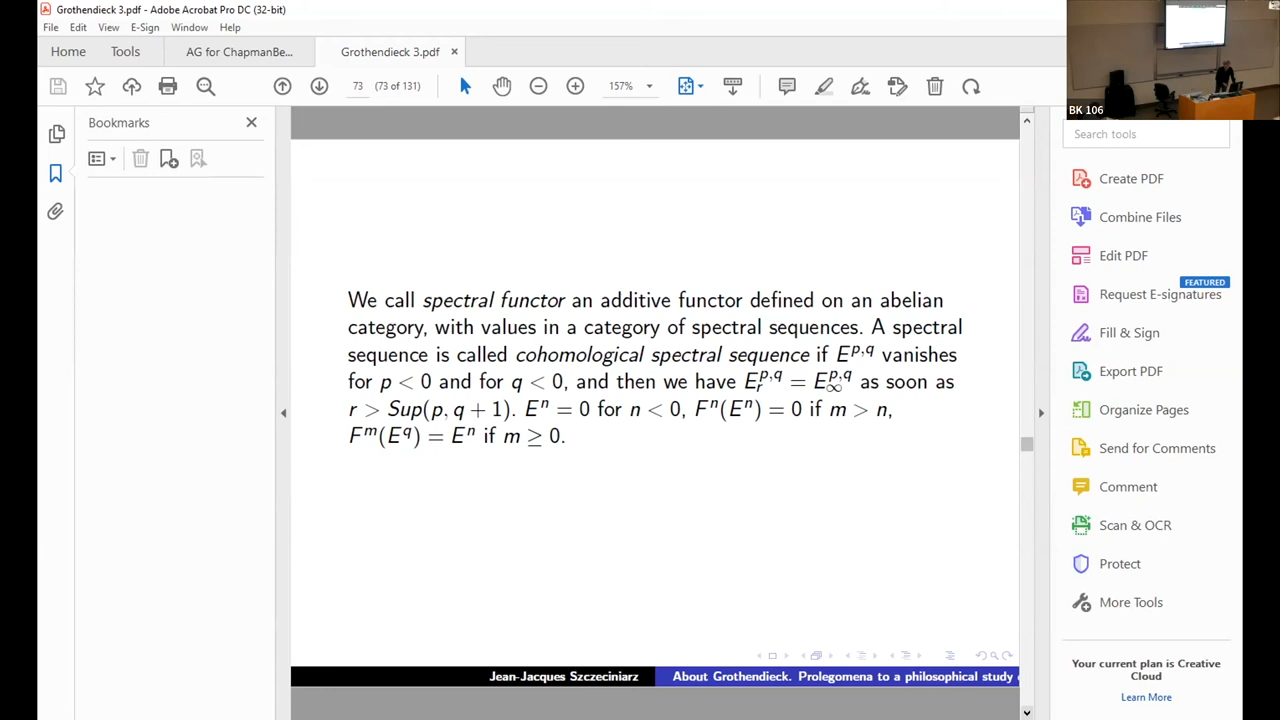 Grothendieck 3.pdf - Adobe Acrobat Pro DC (32-bit)
File Edit View E-Sign Window Help
Home Tools AG for ChapmanBe... Grothendieck 3.pdf
73 (73 of 131) 157%
BK 106
Bookmarks
Search tools
Create PDF
Combine Files
Edit PDF
FEATURED
Request E-signatures
Fill & Sign
Export PDF
Organize Pages
Send for Comments
Comment
Scan & OCR
Protect
More Tools
Your current plan is Creative
Cloud
Learn More
We call spectral functor an additive functor defined on an abelian
category, with values in a category of spectral sequences. A spectral
sequence is called cohomological spectral sequence if E^{p,q} vanishes
for p < 0 and for q < 0, and then we have E_r^{p,q} = E_∞^{p,q} as soon as
r > Sup(p, q + 1). E^n = 0 for n < 0, F^n(E^n) = 0 if m > n,
F^m(E^q) = E^n if m ≥ 0.
Jean-Jacques Szczeciniarz About Grothendieck. Prolegomena to a philosophical study